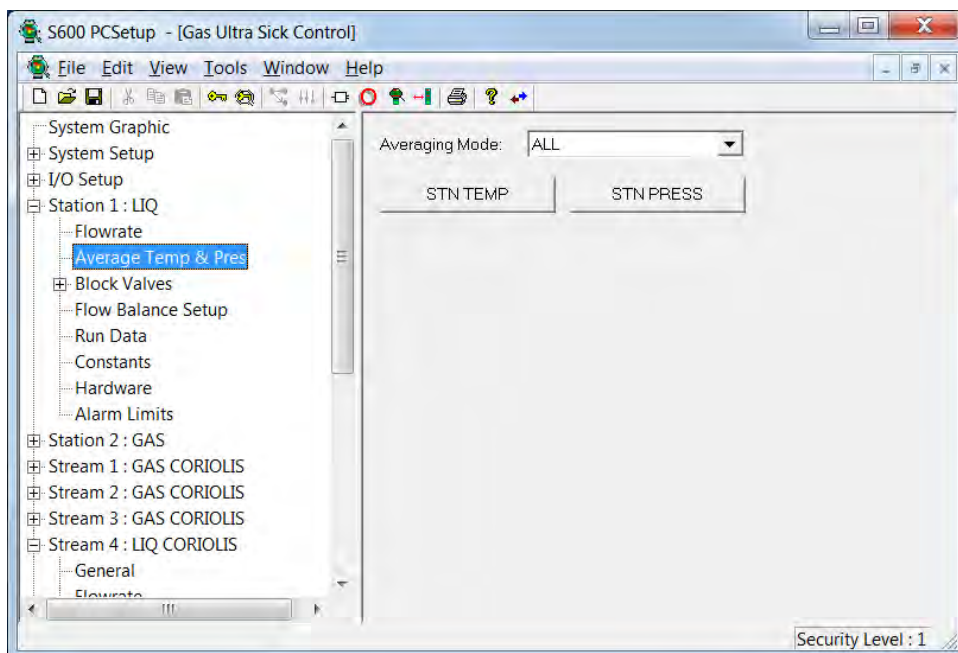 S600 PCSetup - [Gas Ultra Sick Control]
File Edit View Tools Window Help
System Graphic
System Setup
I/O Setup
Station 1 : LIQ
Flowrate
Average Temp & Pres
Block Valves
Flow Balance Setup
Run Data
Constants
Hardware
Alarm Limits
Station 2 : GAS
Stream 1 : GAS CORIOLIS
Stream 2 : GAS CORIOLIS
Stream 3 : GAS CORIOLIS
Stream 4 : LIQ CORIOLIS
General
Flowrate
Averaging Mode: ALL
STN TEMP STN PRESS
Security Level : 1